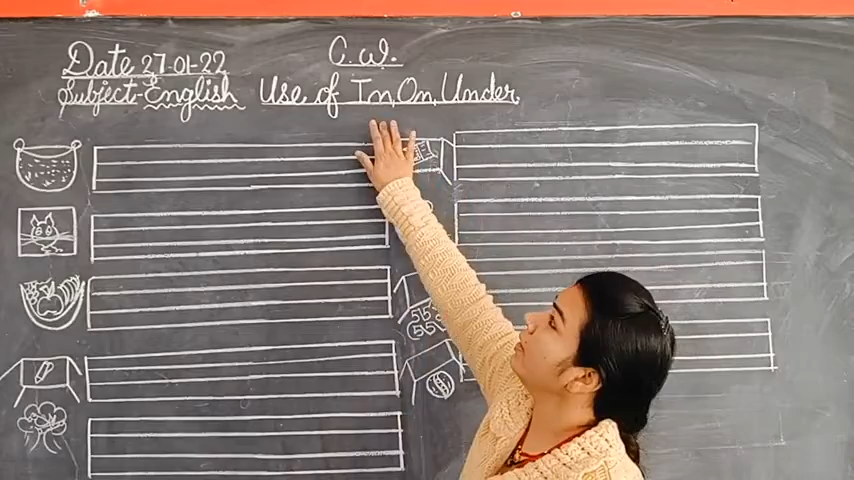 Date 27-01-22
C.W.
Subject-English
Use of In On Under